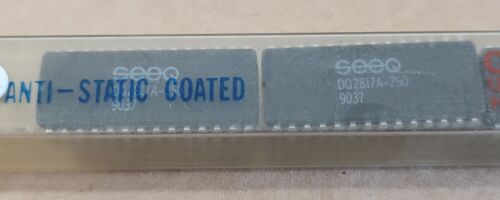 seeQ
ANTI-STATIC COATED
9037
seeQ
DQ2817A-250
9037